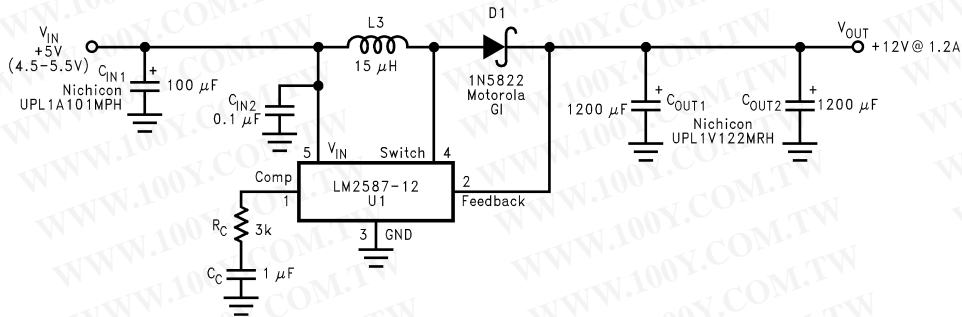 V_IN
+5V
(4.5-5.5V)
C_IN1
Nichicon
UPL1A101MPH
+
100 μF
C_IN2
0.1 μF
L3
15 μH
D1
1N5822
Motorola
GI
V_OUT
+12V@ 1.2A
+
1200 μF
C_OUT1
C_OUT2
+
1200 μF
Nichicon
UPL1V122MRH
5
V_IN
Switch
4
Comp
1
LM2587-12
U1
2
Feedback
3
GND
R_C
3k
C_C
1 μF
WWW.100Y.COM.TW